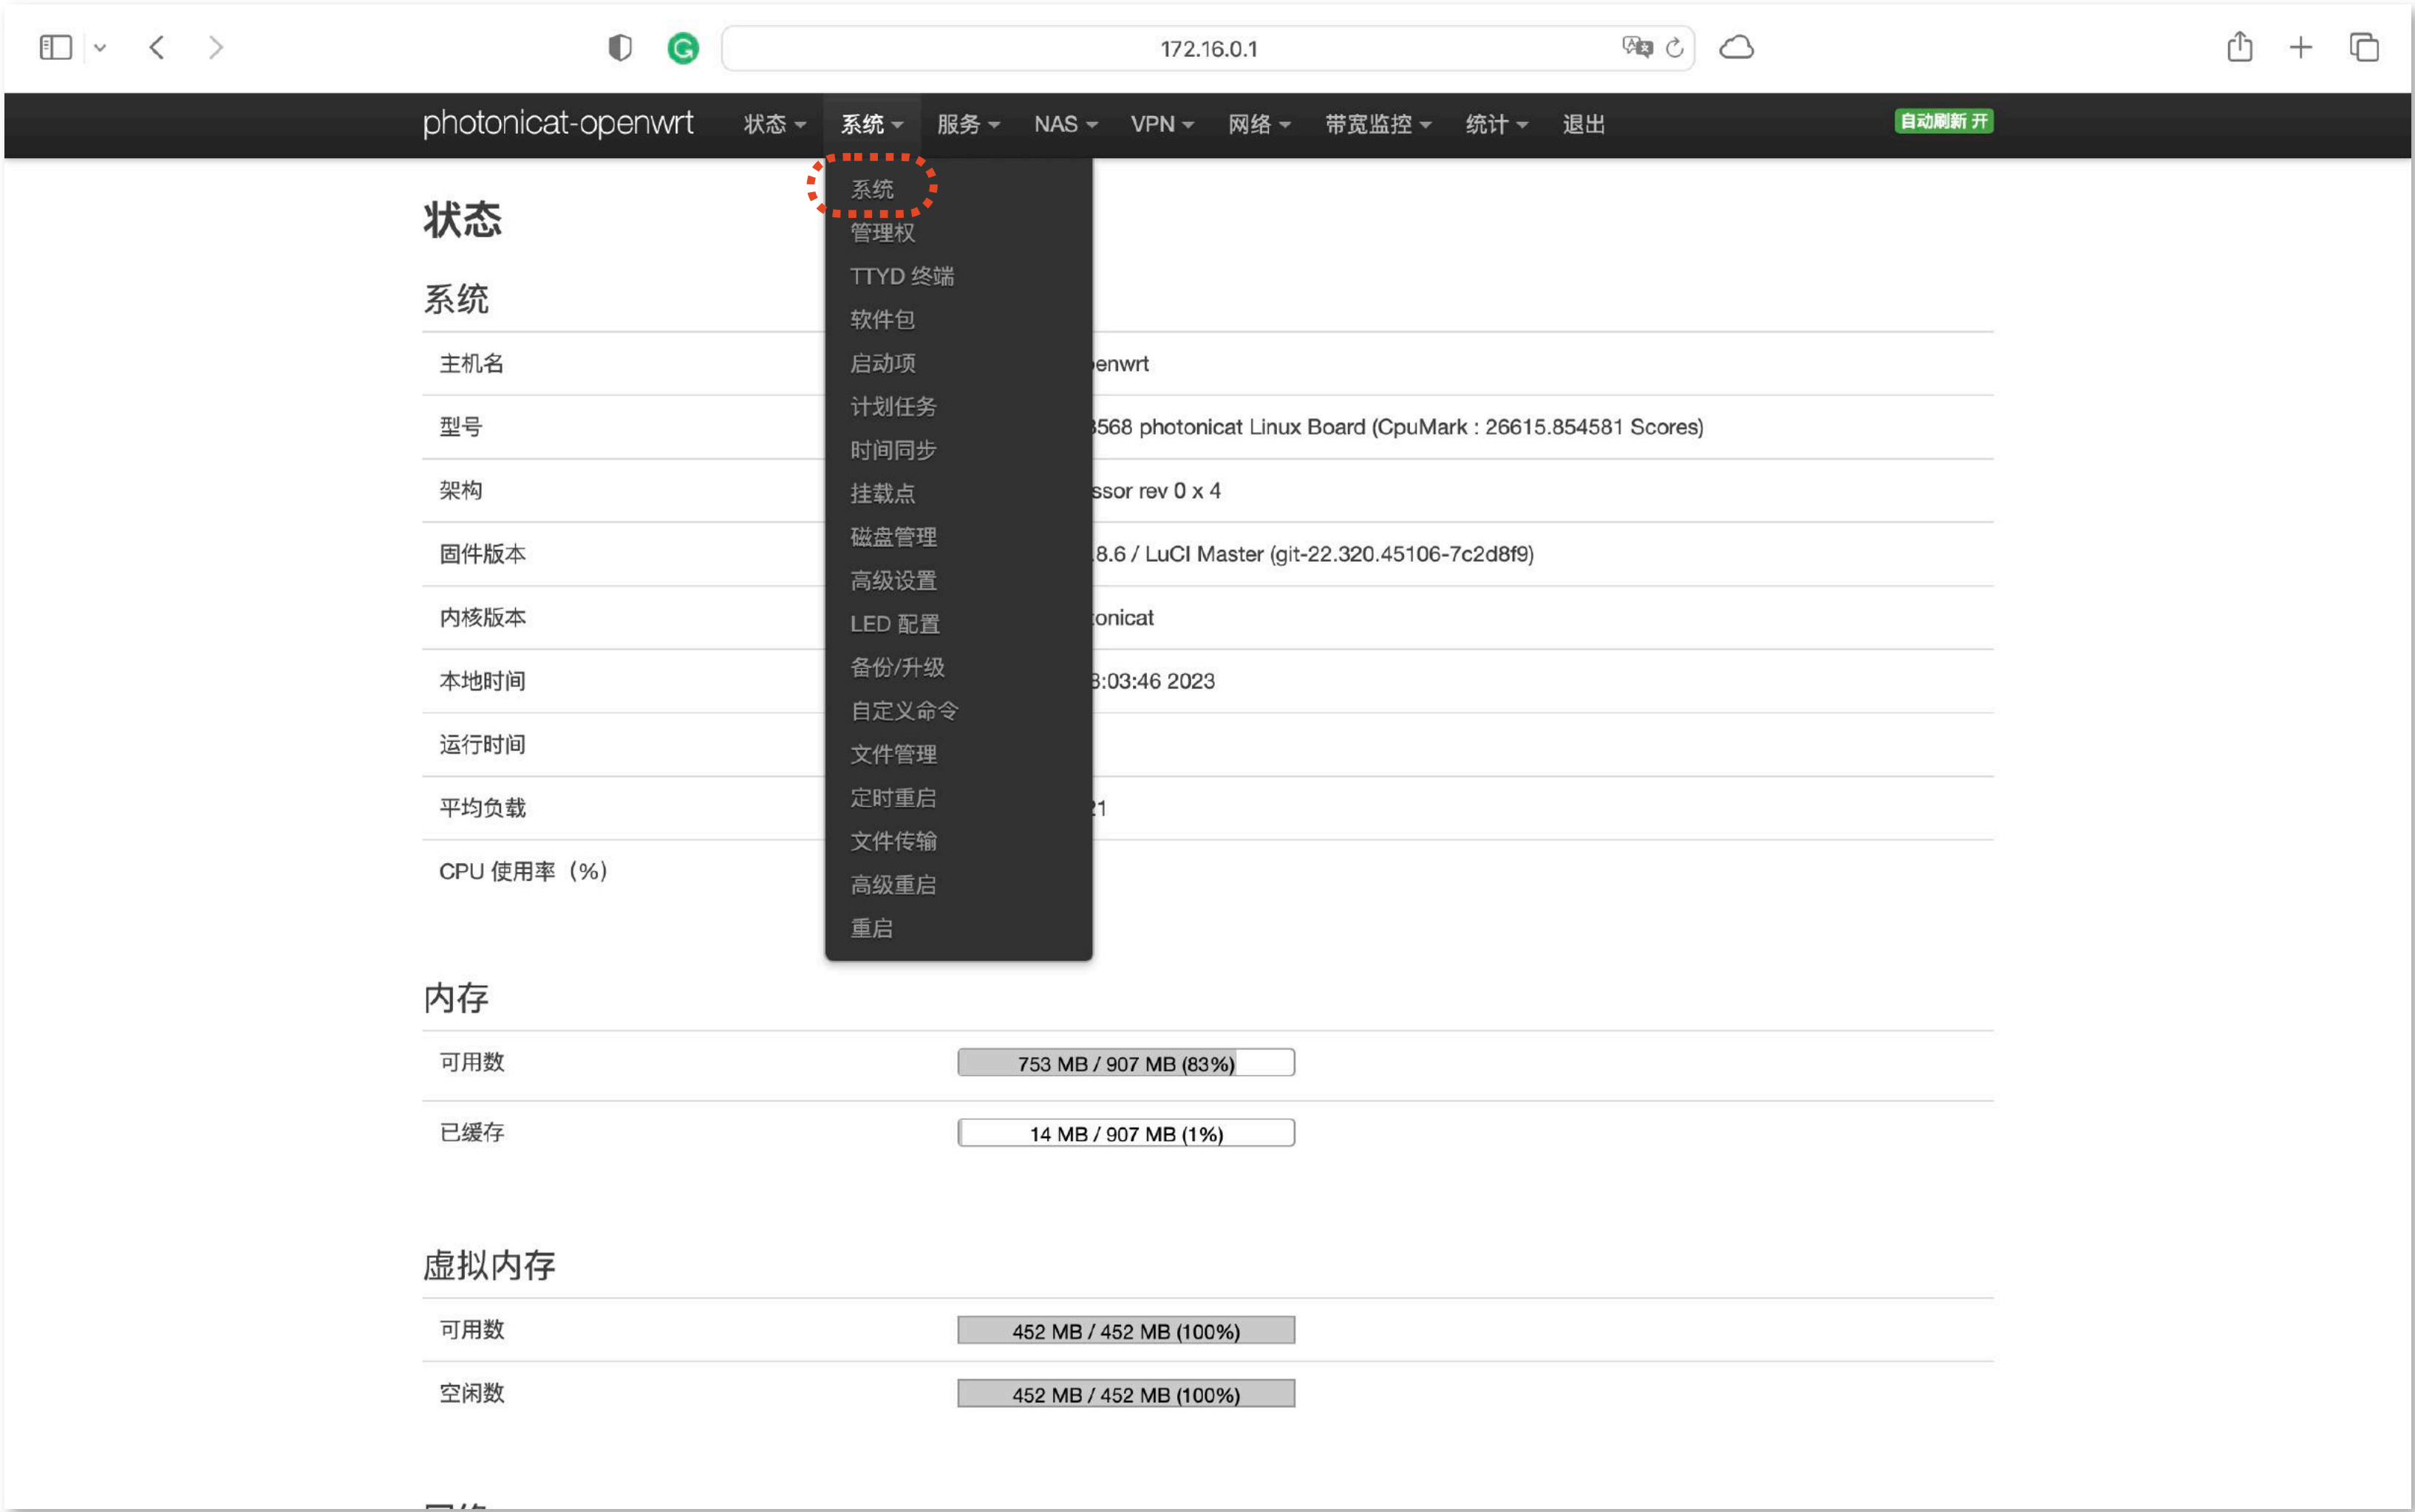 172.16.0.1
photonicat-openwrt 状态 系统 服务 NAS VPN 网络 带宽监控 统计 退出 自动刷新 开
系统
管理权
TTYD 终端
软件包
启动项
计划任务
时间同步
挂载点
磁盘管理
高级设置
LED 配置
备份/升级
自定义命令
文件管理
定时重启
文件传输
高级重启
重启
状态
系统
主机名 enwrt
型号 568 photonicat Linux Board (CpuMark : 26615.854581 Scores)
架构 ssor rev 0 x 4
固件版本 .8.6 / LuCI Master (git-22.320.45106-7c2d8f9)
内核版本 onicat
本地时间 :03:46 2023
运行时间
平均负载 21
CPU 使用率（%）
内存
可用数 753 MB / 907 MB (83%)
已缓存 14 MB / 907 MB (1%)
虚拟内存
可用数 452 MB / 452 MB (100%)
空闲数 452 MB / 452 MB (100%)